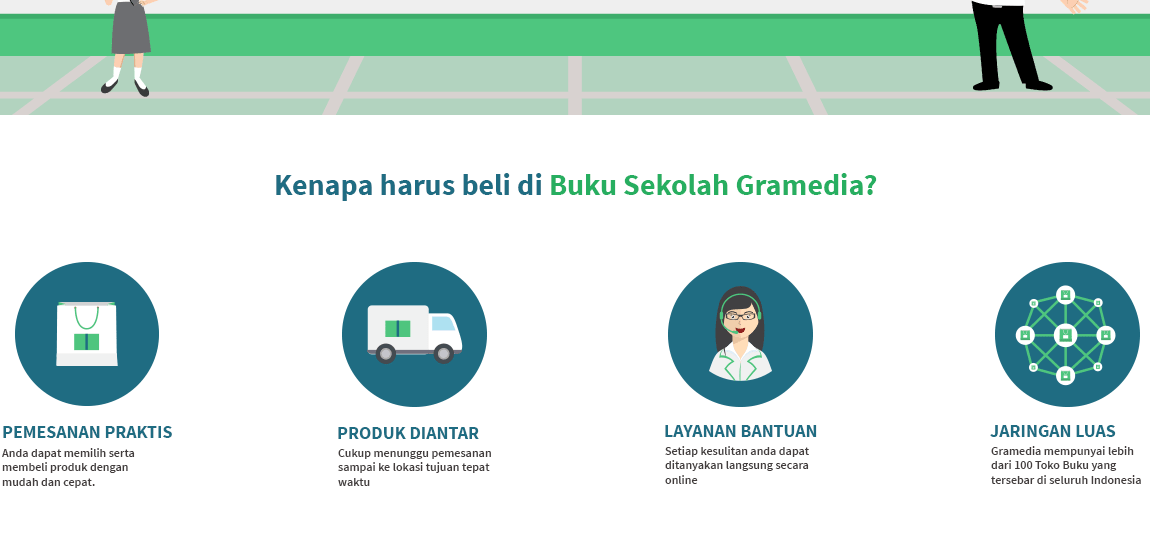 Kenapa harus beli di Buku Sekolah Gramedia?
PEMESANAN PRAKTIS
Anda dapat memilih serta
membeli produk dengan
mudah dan cepat.
PRODUK DIANTAR
Cukup menunggu pemesanan
sampai ke lokasi tujuan tepat
waktu
LAYANAN BANTUAN
Setiap kesulitan anda dapat
ditanyakan langsung secara
online
JARINGAN LUAS
Gramedia mempunyai lebih
dari 100 Toko Buku yang
tersebar di seluruh Indonesia